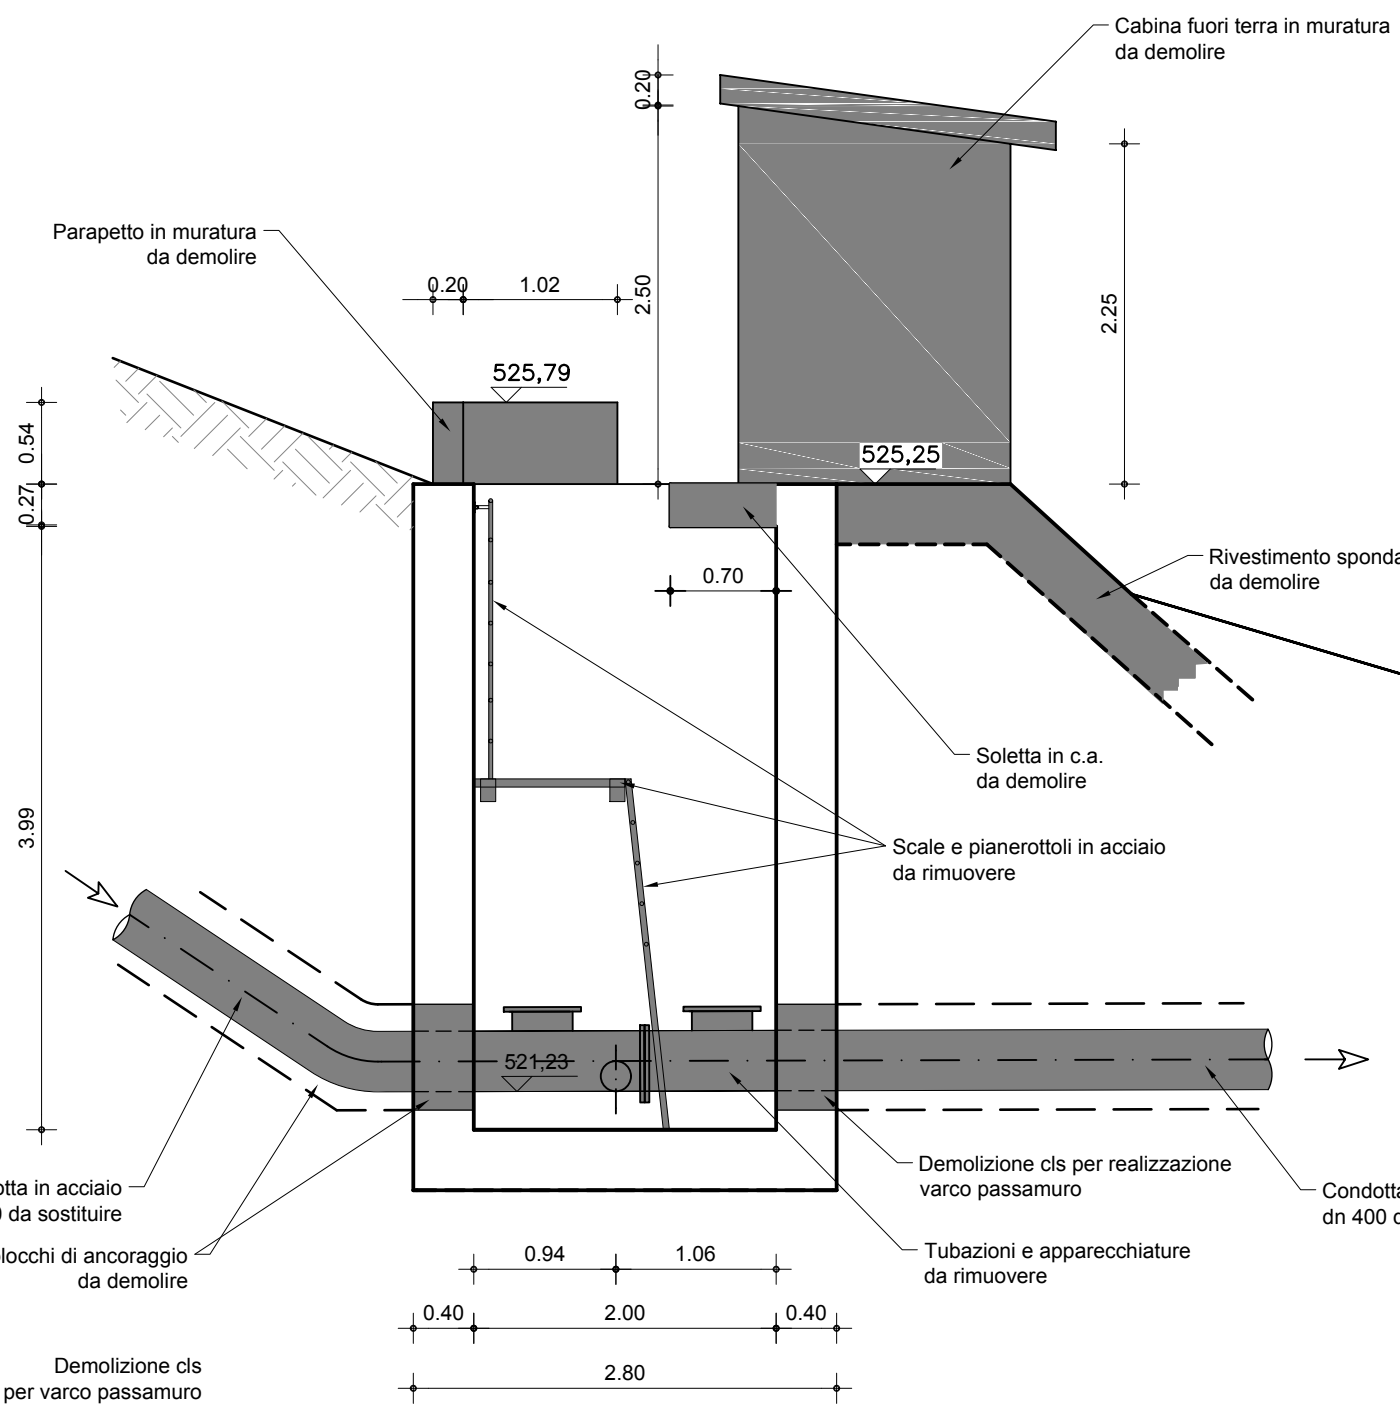 Cabina fuori terra in muratura
da demolire
0.20
Parapetto in muratura
da demolire
0.20
1.02
2.50
2.25
525,79
0.54
525,25
0.27
0.70
Rivestimento sponda
da demolire
Soletta in c.a.
da demolire
3.99
Scale e pianerottoli in acciaio
da rimuovere
521,23
Demolizione cls per realizzazione
varco passamuro
in acciaio
da sostituire
Condotta
dn 400
di ancoraggio
da demolire
Tubazioni e apparecchiature
da rimuovere
0.94
1.06
0.40
2.00
0.40
Demolizione cls
per varco passamuro
2.80